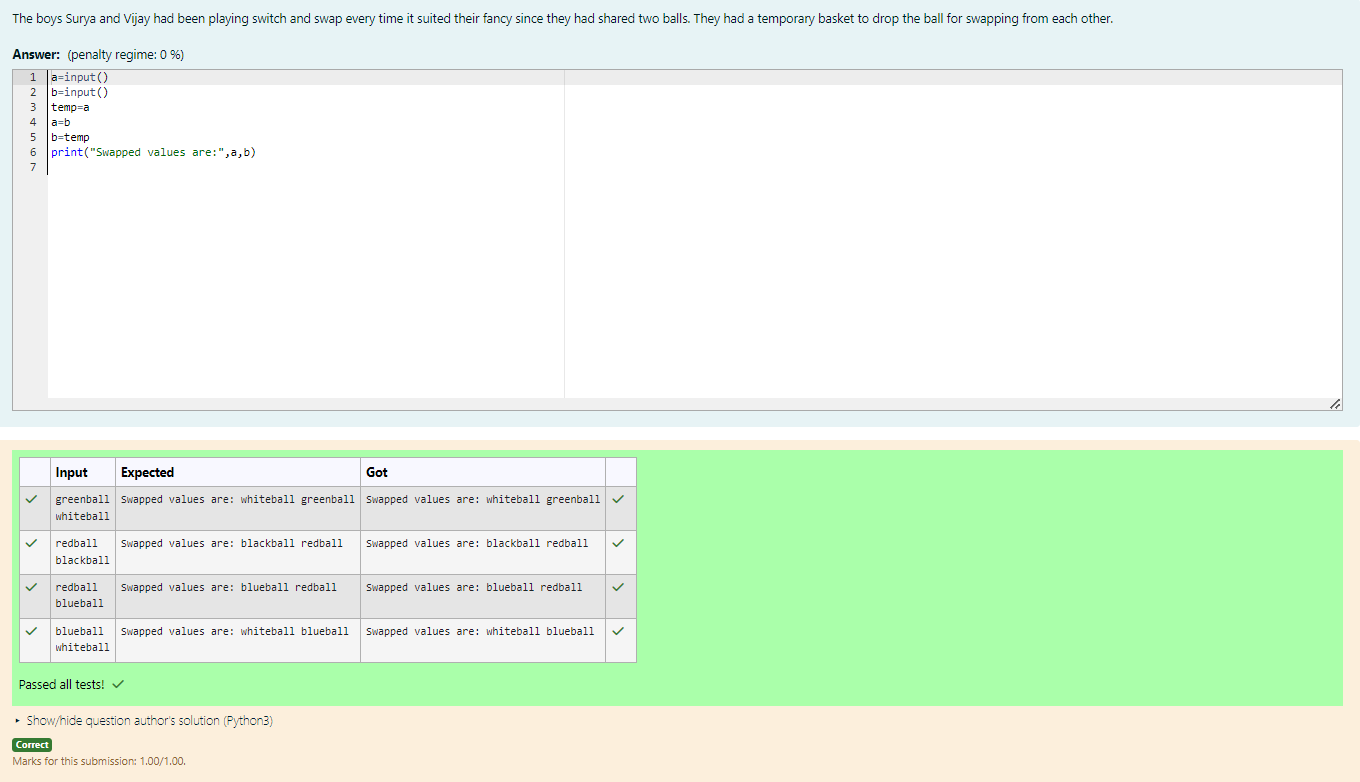 The boys Surya and Vijay had been playing switch and swap every time it suited their fancy since they had shared two balls. They had a temporary basket to drop the ball for swapping from each other.
Answer: (penalty regime: 0 %)
1 a=input()
2 b=input()
3 temp=a
4 a=b
5 b=temp
6 print("Swapped values are:",a,b)
7
Input Expected Got
greenball Swapped values are: whiteball greenball Swapped values are: whiteball greenball
whiteball
redball Swapped values are: blackball redball Swapped values are: blackball redball
blackball
redball Swapped values are: blueball redball Swapped values are: blueball redball
blueball
blueball Swapped values are: whiteball blueball Swapped values are: whiteball blueball
whiteball
Passed all tests!
Show/hide question author's solution (Python3)
Correct
Marks for this submission: 1.00/1.00.